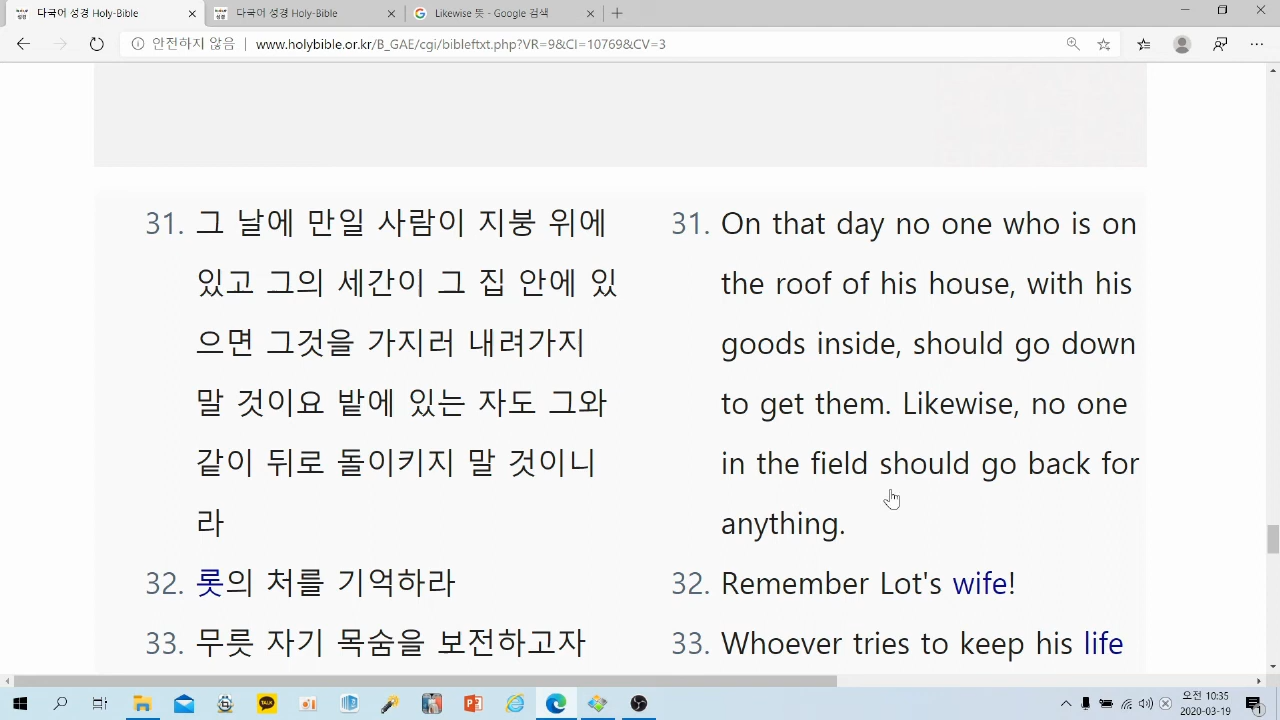 다국어 성경 Holy-Bible
다국어 성경 Holy-Bible
Likewise 뜻 - Google 검색
안전하지 않음 www.holybible.or.kr/B_GAE/cgi/bibleftxt.php?VR=9&CI=10769&CV=3
31. 그 날에 만일 사람이 지붕 위에
있고 그의 세간이 그 집 안에 있
으면 그것을 가지러 내려가지
말 것이요 밭에 있는 자도 그와
같이 뒤로 돌이키지 말 것이니
라
32. 롯의 처를 기억하라
33. 무릇 자기 목숨을 보전하고자
31. On that day no one who is on
the roof of his house, with his
goods inside, should go down
to get them. Likewise, no one
in the field should go back for
anything.
32. Remember Lot's wife!
33. Whoever tries to keep his life
오전 10:35
2020-03-19